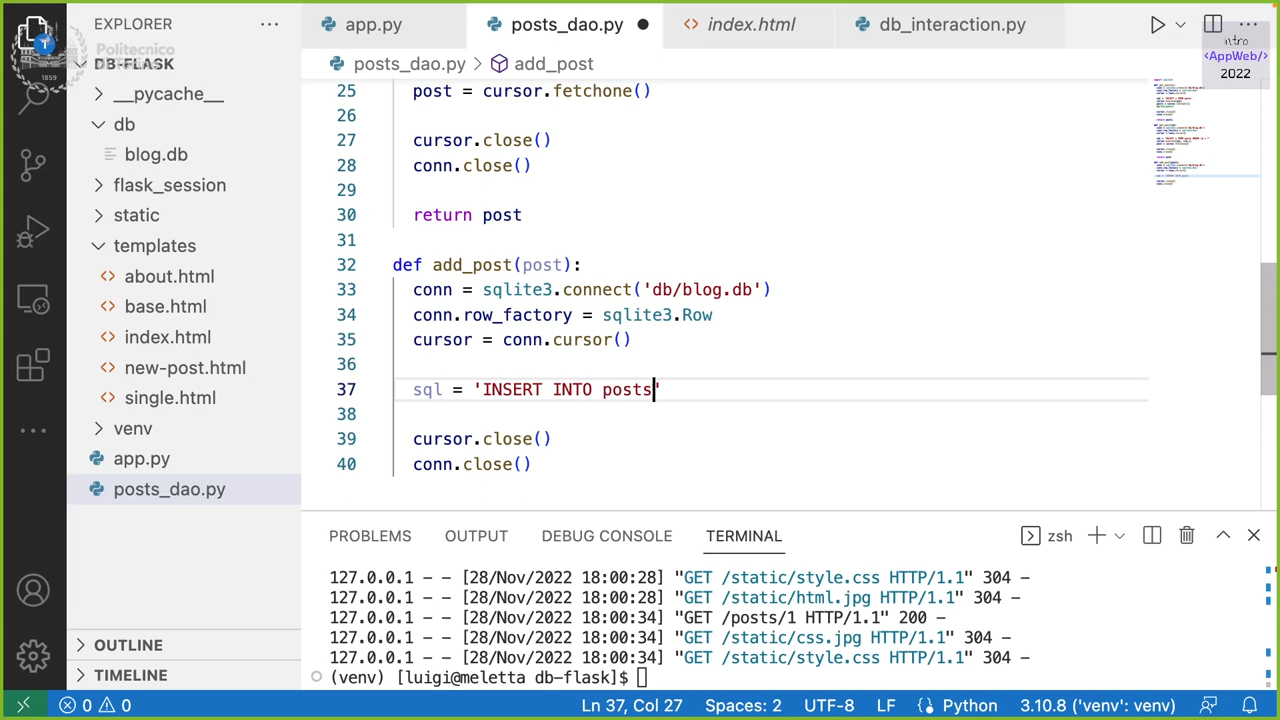 EXPLORER
app.py
posts_dao.py
index.html
db_interaction.py
Politecnico
1859
ntro
<AppWeb/>
2022
DB-FLASK
__pycache__
db
blog.db
flask_session
static
templates
about.html
base.html
index.html
new-post.html
single.html
venv
app.py
posts_dao.py
OUTLINE
TIMELINE
posts_dao.py > add_post
25 post = cursor.fetchone()
26
27 cursor.close()
28 conn.close()
29
30 return post
31
32 def add_post(post):
33 conn = sqlite3.connect('db/blog.db')
34 conn.row_factory = sqlite3.Row
35 cursor = conn.cursor()
36
37 sql = 'INSERT INTO posts'
38
39 cursor.close()
40 conn.close()
PROBLEMS OUTPUT DEBUG CONSOLE TERMINAL zsh
127.0.0.1 - - [28/Nov/2022 18:00:28] "GET /static/style.css HTTP/1.1" 304 -
127.0.0.1 - - [28/Nov/2022 18:00:28] "GET /static/html.jpg HTTP/1.1" 304 -
127.0.0.1 - - [28/Nov/2022 18:00:34] "GET /posts/1 HTTP/1.1" 200 -
127.0.0.1 - - [28/Nov/2022 18:00:34] "GET /static/css.jpg HTTP/1.1" 304 -
127.0.0.1 - - [28/Nov/2022 18:00:34] "GET /static/style.css HTTP/1.1" 304 -
(venv) [luigi@meletta db-flask]$
0 0 Ln 37, Col 27 Spaces: 2 UTF-8 LF Python 3.10.8 ('venv': venv)